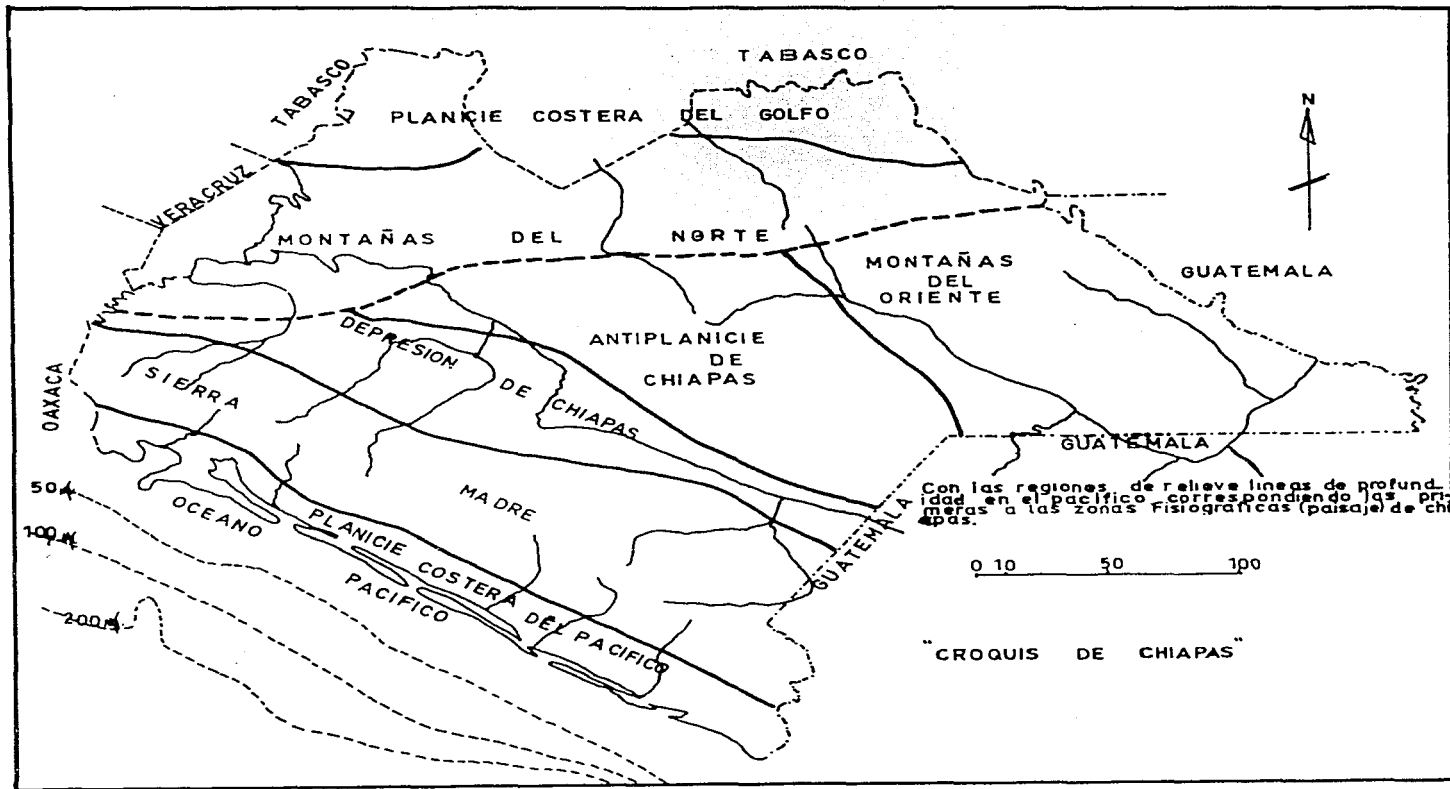 TABASCO
TABASCO
PLANICIE COSTERA DEL GOLFO
N
VERACRUZ
MONTAÑAS DEL NORTE
MONTAÑAS
DEL
ORIENTE
GUATEMALA
DEPRESION DE CHIAPAS
ANTIPLANICIE
DE
CHIAPAS
OAXACA
SIERRA MADRE
GUATEMALA
GUATEMALA
Con las regiones de relieve lineas de profund
idad en el pacifico correspondiendo las pri-
meras a las zonas Fisiograficas (paisaje) de chi
apas.
50
100
200
OCEANO
PACIFICO
PLANICIE COSTERA DEL PACIFICO
0 10 50 100
"CROQUIS DE CHIAPAS"